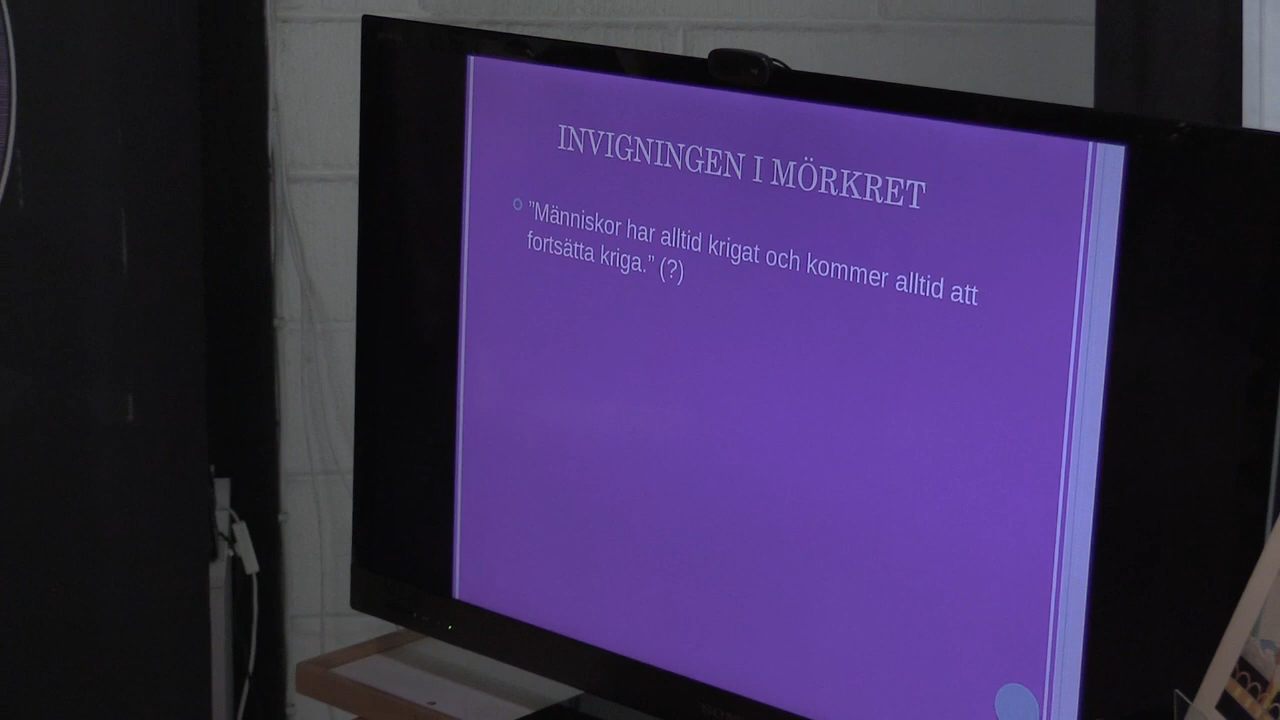 INVIGNINGEN I MÖRKRET
”Människor har alltid krigat och kommer alltid att
fortsätta kriga.” (?)